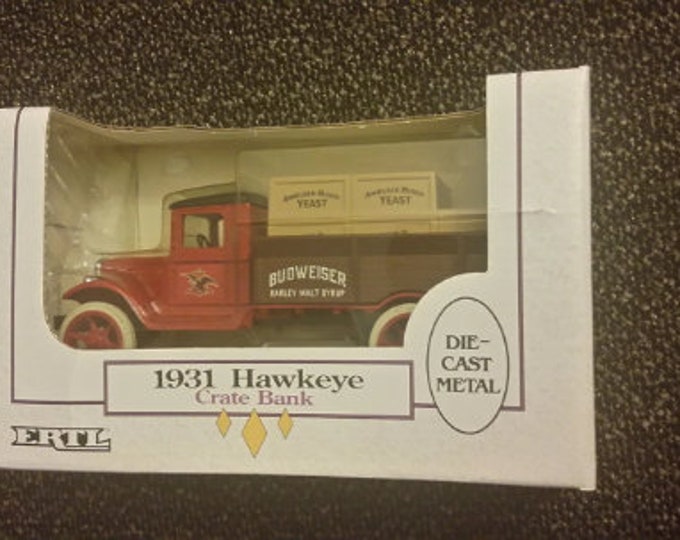 ANHEUSER-BUSCH
YEAST
ANHEUSER-BUSCH
YEAST
BUDWEISER
BARLEY MALT SYRUP
DIE-
CAST
METAL
1931 Hawkeye
Crate Bank
ERTL